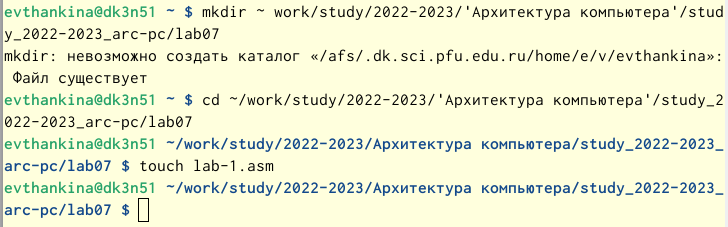 evthankina@dk3n51 ~ $ mkdir ~ work/study/2022-2023/'Архитектура компьютера'/stud
y_2022-2023_arc-pc/lab07
mkdir: невозможно создать каталог «/afs/.dk.sci.pfu.edu.ru/home/e/v/evthankina»:
 Файл существует
evthankina@dk3n51 ~ $ cd ~/work/study/2022-2023/'Архитектура компьютера'/study_2
022-2023_arc-pc/lab07
evthankina@dk3n51 ~/work/study/2022-2023/Архитектура компьютера/study_2022-2023_
arc-pc/lab07 $ touch lab-1.asm
evthankina@dk3n51 ~/work/study/2022-2023/Архитектура компьютера/study_2022-2023_
arc-pc/lab07 $